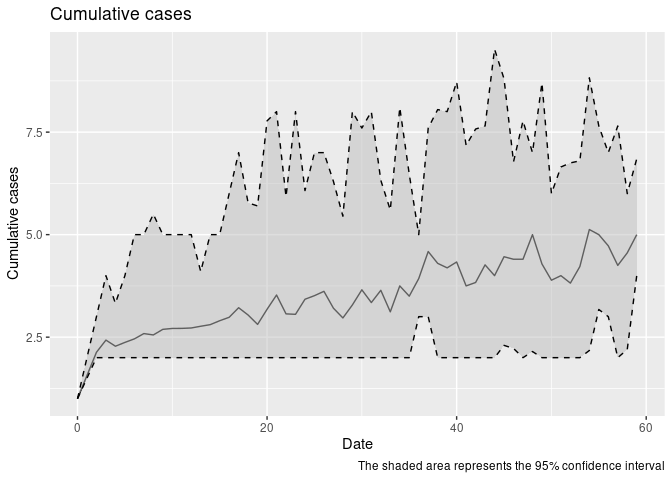 Cumulative cases
Cumulative cases
7.5
5.0
2.5
0
20
40
60
Date
The shaded area represents the 95% confidence interval